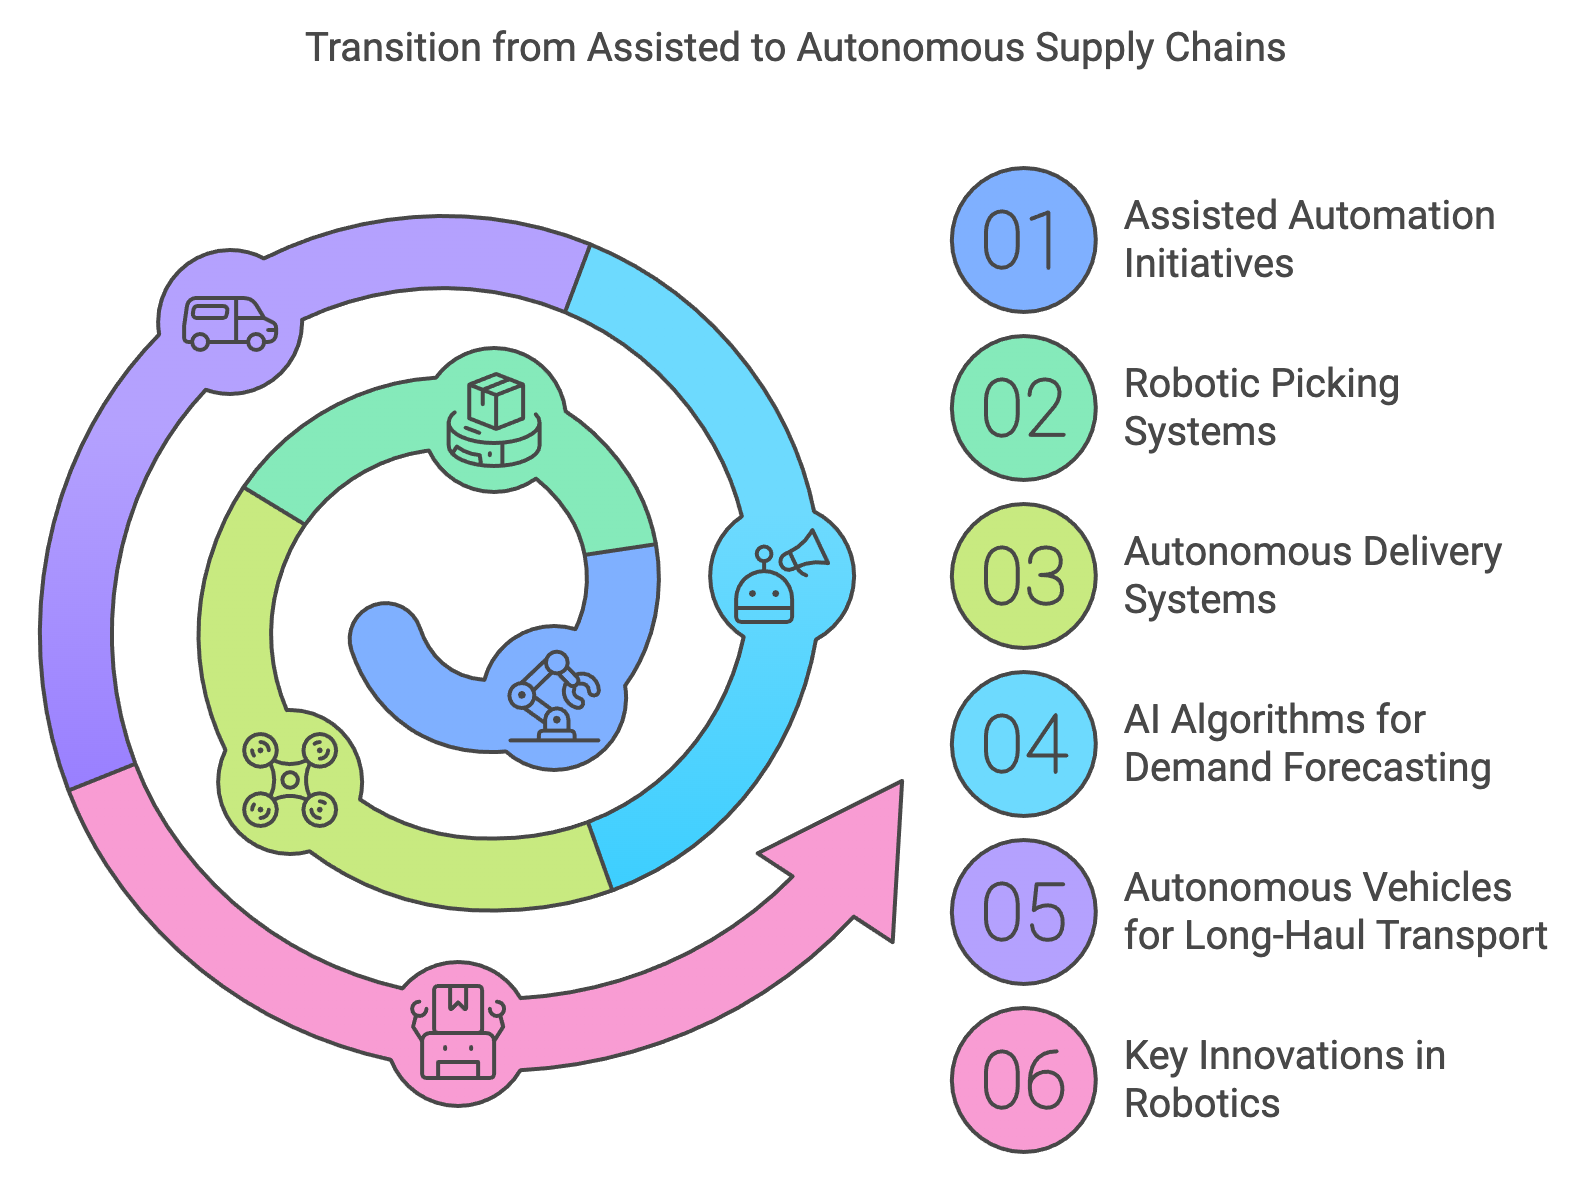 Transition from Assisted to Autonomous Supply Chains
01
Assisted Automation
Initiatives
02
Robotic Picking
Systems
03
Autonomous Delivery
Systems
04
AI Algorithms for
Demand Forecasting
05
Autonomous Vehicles
for Long-Haul Transport
06
Key Innovations in
Robotics